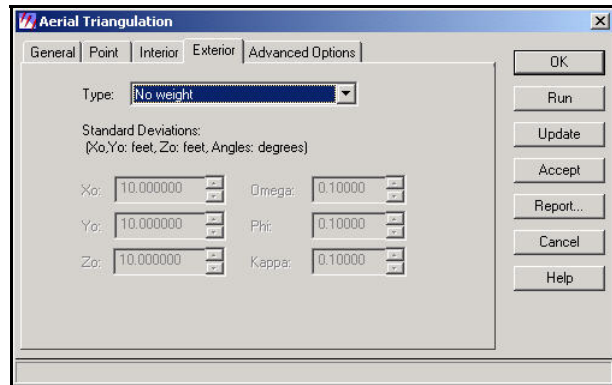 Aerial Triangulation
General Point Interior Exterior Advanced Options
Type: No weight
Standard Deviations:
(Xo,Yo: feet, Zo: feet, Angles: degrees)
Xo: 10.000000 Omega: 0.10000
Yo: 10.000000 Phi: 0.10000
Zo: 10.000000 Kappa: 0.10000
OK
Run
Update
Accept
Report...
Cancel
Help